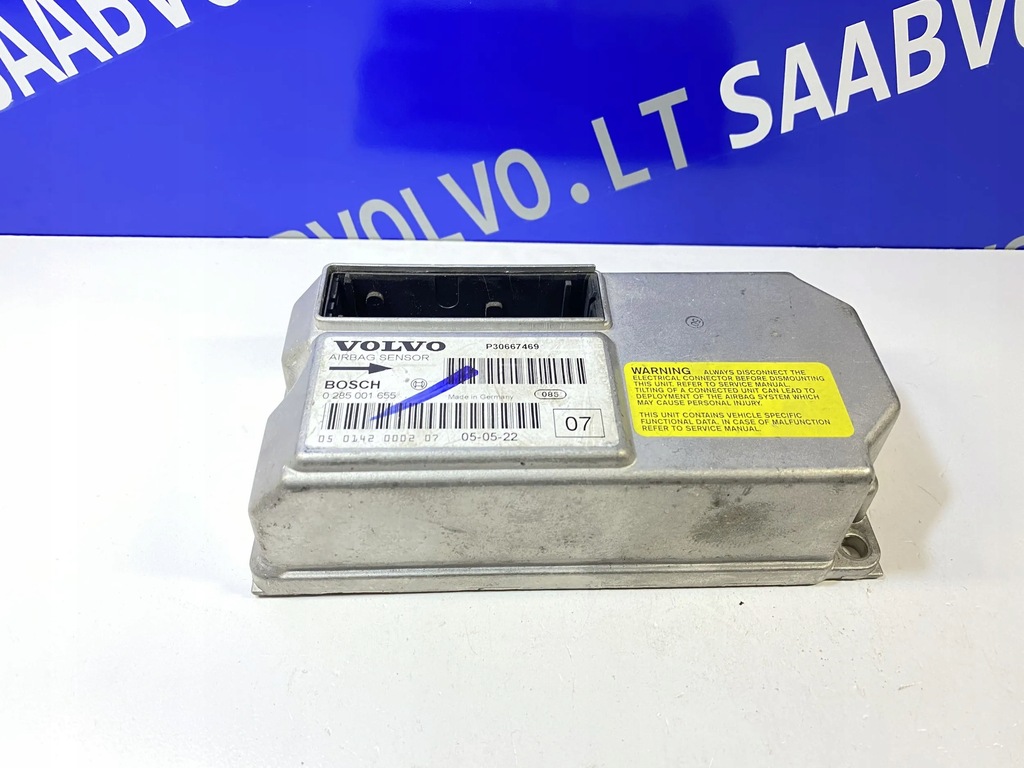 SAABV
SAABVO
VOLVO.LT SAABVO
VOLVO P30667469
AIRBAG SENSOR
BOSCH
0 285 001 655 Made in Germany 085
05 0142 0002 07 05-05-22 07
WARNING ALWAYS DISCONNECT THE
ELECTRICAL CONNECTOR BEFORE DISMOUNTING
THIS UNIT. REFER TO SERVICE MANUAL.
TILTING OF A CONNECTED UNIT CAN LEAD TO
DEPLOYMENT OF THE AIRBAG SYSTEM WHICH
MAY CAUSE PERSONAL INJURY.
THIS UNIT CONTAINS VEHICLE SPECIFIC
FUNCTIONAL DATA. IN CASE OF MALFUNCTION
REFER TO SERVICE MANUAL.